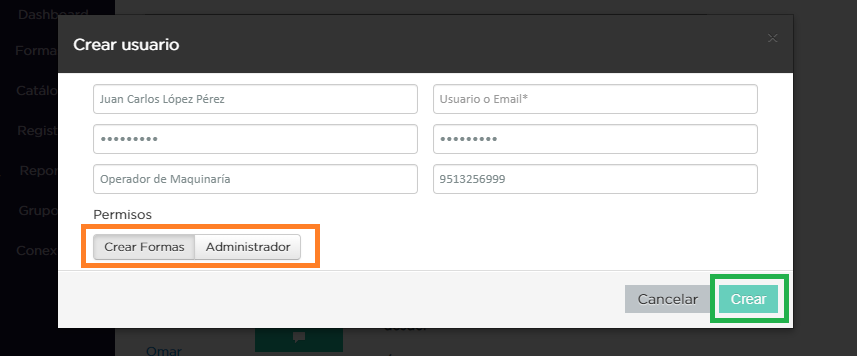 Dashboard
Forma
Catálo
Regist
Repor
Grupo
Conex
Crear usuario
×
Juan Carlos López Pérez
Usuario o Email*
•••••••••
•••••••••
Operador de Maquinaría
9513256999
Permisos
Crear Formas
Administrador
Cancelar
Crear
Omar